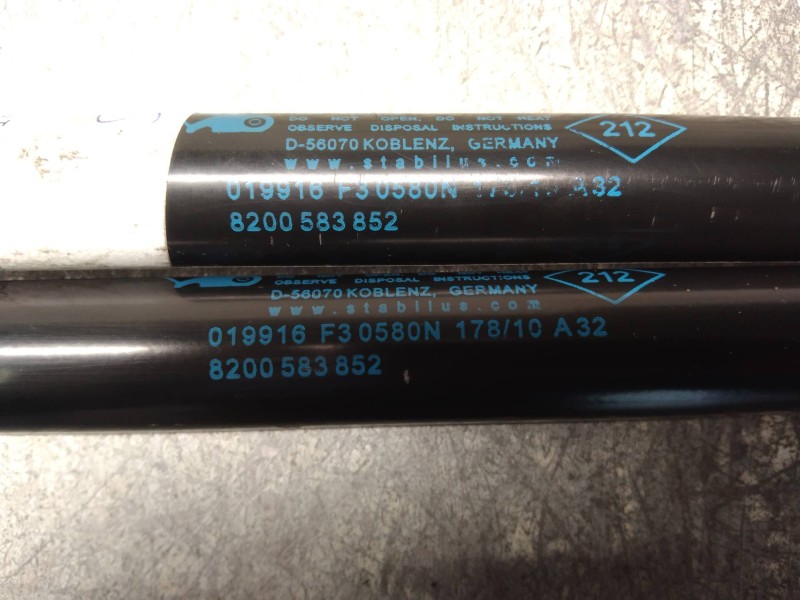 DO NOT OPEN, DO NOT HEAT
OBSERVE DISPOSAL INSTRUCTIONS
212
D-56070 KOBLENZ, GERMANY
www.stabilus.com
019916 F3 0580N 178/10 A32
8200 583 852
OBSERVE DISPOSAL INSTRUCTIONS
212
D-56070 KOBLENZ, GERMANY
www.stabilus.com
019916 F3 0580N 178/10 A32
8200 583 852